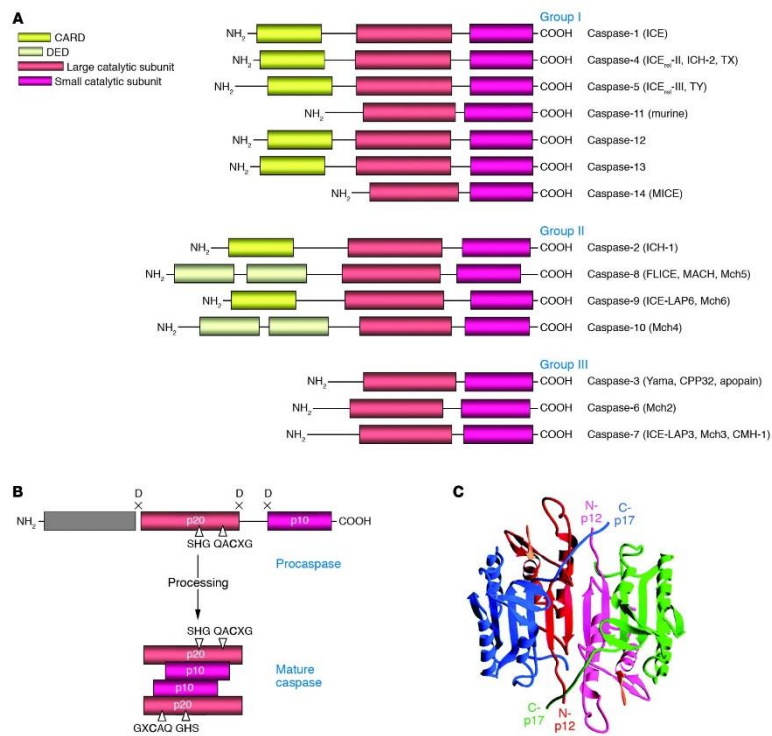 A
CARD
DED
Large catalytic subunit
Small catalytic subunit
Group I
NH2 COOH Caspase-1 (ICE)
NH2 COOH Caspase-4 (ICErel-II, ICH-2, TX)
NH2 COOH Caspase-5 (ICErel-III, TY)
NH2 COOH Caspase-11 (murine)
NH2 COOH Caspase-12
NH2 COOH Caspase-13
NH2 COOH Caspase-14 (MICE)
Group II
NH2 COOH Caspase-2 (ICH-1)
NH2 COOH Caspase-8 (FLICE, MACH, Mch5)
NH2 COOH Caspase-9 (ICE-LAP6, Mch6)
NH2 COOH Caspase-10 (Mch4)
Group III
NH2 COOH Caspase-3 (Yama, CPP32, apopain)
NH2 COOH Caspase-6 (Mch2)
NH2 COOH Caspase-7 (ICE-LAP3, Mch3, CMH-1)
B
D D D
NH2 p20 p10 COOH
SHG QACXG
Procaspase
Processing
SHG QACXG
p20
p10
Mature
caspase
p10
p20
GXCAQ GHS
C
N-
p12
C-
p17
C-
p17
N-
p12